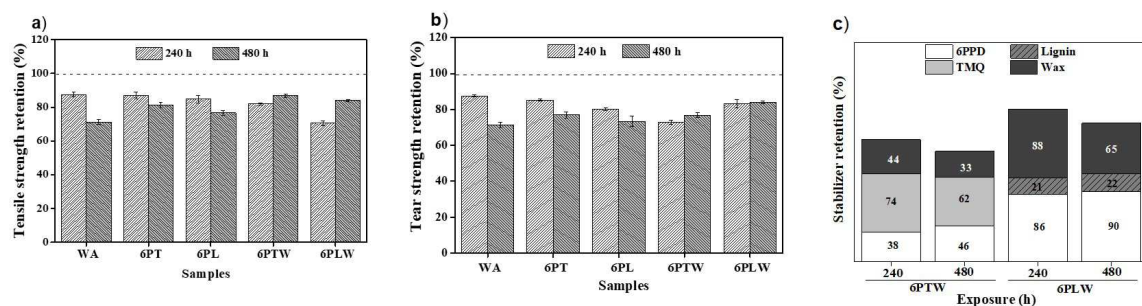 a)
Tensile strength retention (%)
120
100
80
60
40
20
0
240 h 480 h
WA 6PT 6PL 6PTW 6PLW
Samples
b)
Tear strength retention (%)
120
100
80
60
40
20
0
240 h 480 h
WA 6PT 6PL 6PTW 6PLW
Samples
c)
Stabilizer retention (%)
6PPD Lignin
TMQ Wax
44 33 88 65
74 62 21 22
38 46 86 90
240 480 240 480
6PTW 6PLW
Exposure (h)